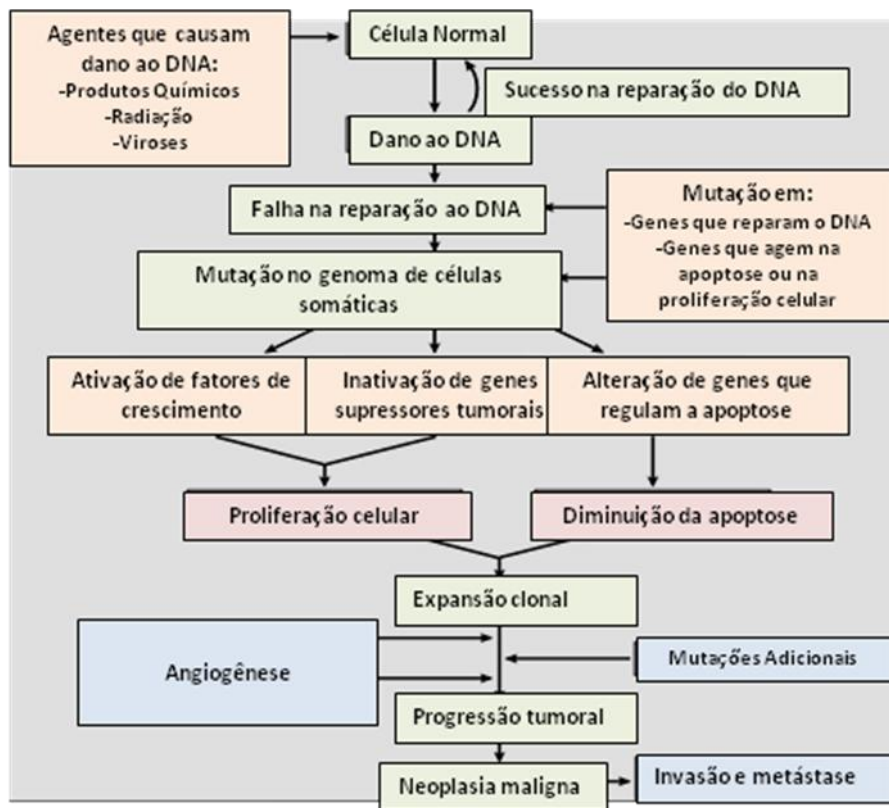 Agentes que causam
dano ao DNA:
-Produtos Químicos
-Radiação
-Viroses
Célula Normal
Sucesso na reparação do DNA
Dano ao DNA
Falha na reparação ao DNA
Mutação em:
-Genes que reparam o DNA
-Genes que agem na
apoptose ou na
proliferação celular
Mutação no genoma de células
somáticas
Ativação de fatores de
crescimento
Inativação de genes
supressores tumorais
Alteração de genes que
regulam a apoptose
Proliferação celular
Diminuição da apoptose
Expansão clonal
Angiogênese
Mutações Adicionais
Progressão tumoral
Neoplasia maligna
Invasão e metástase